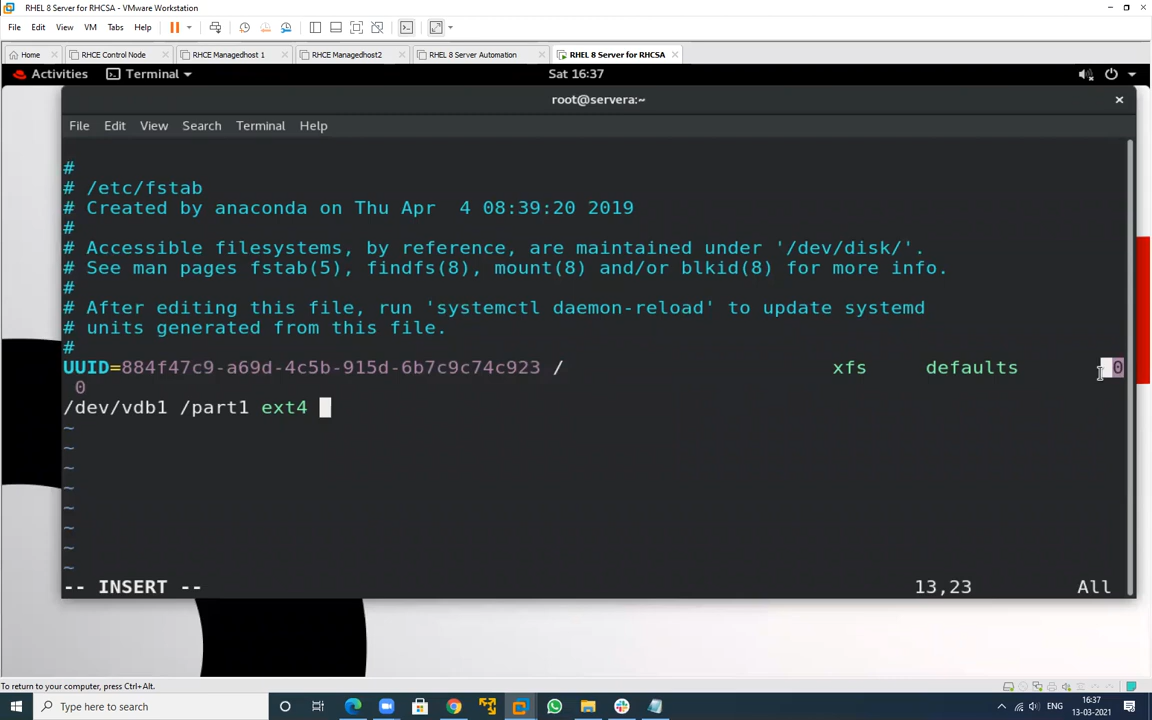 RHEL 8 Server for RHCSA - VMware Workstation
File Edit View VM Tabs Help
Home RHCE Control Node RHCE Managedhost 1 RHCE Managedhost2 RHEL 8 Server Automation RHEL 8 Server for RHCSA
Activities Terminal Sat 16:37
root@servera:~
File Edit View Search Terminal Help
#
# /etc/fstab
# Created by anaconda on Thu Apr  4 08:39:20 2019
#
# Accessible filesystems, by reference, are maintained under '/dev/disk/'.
# See man pages fstab(5), findfs(8), mount(8) and/or blkid(8) for more info.
#
# After editing this file, run 'systemctl daemon-reload' to update systemd
# units generated from this file.
#
UUID=884f47c9-a69d-4c5b-915d-6b7c9c74c923 / xfs defaults 0
0
/dev/vdb1 /part1 ext4
~
~
~
~
~
~
~
~
-- INSERT -- 13,23 All
To return to your computer, press Ctrl+Alt.
Type here to search ENG 16:37
13-03-2021